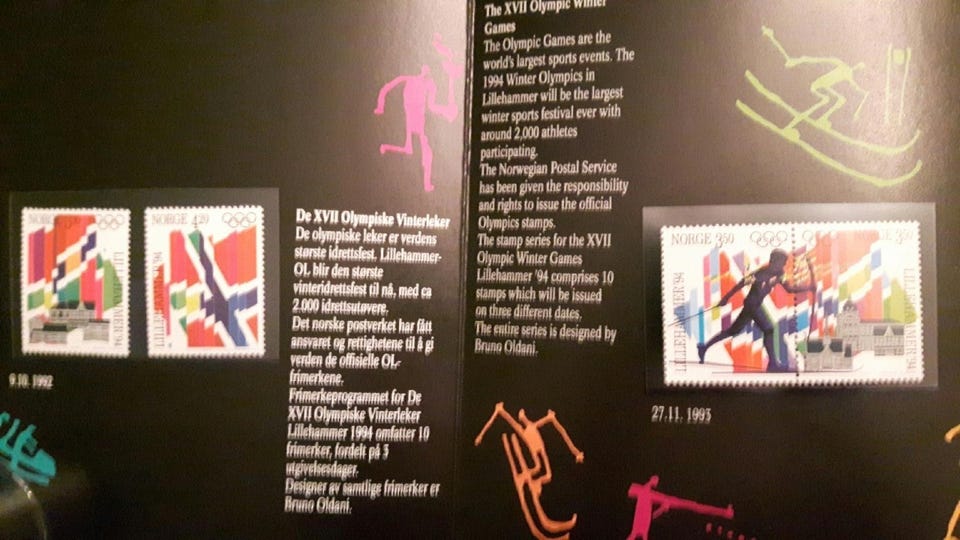 NORGE 4.20
LILLEHAMMER '94
9.10. 1992
De XVII Olympiske Vinterleker
De olympiske leker er verdens
største idrettsfest. Lillehammer-
OL blir den største
vinteridrettsfest til nå, med ca
2.000 idrettsutøvere.
Det norske postverket har fått
ansvaret og rettighetene til å gi
verden de offisielle OL-
frimerkene.
Frimerkeprogrammet for De
XVII Olympiske Vinterleker
Lillehammer 1994 omfatter 10
frimerker, fordelt på 3
utgivelsesdager.
Designer av samtlige frimerker er
Bruno Oldani.
The XVII Olympic Winter
Games
The Olympic Games are the
world's largest sports events. The
1994 Winter Olympics in
Lillehammer will be the largest
winter sports festival ever with
around 2,000 athletes
participating.
The Norwegian Postal Service
has been given the responsibility
and rights to issue the official
Olympics stamps.
The stamp series for the XVII
Olympic Winter Games
Lillehammer '94 comprises 10
stamps which will be issued
on three different dates.
The entire series is designed by
Bruno Oldani.
NORGE 3.50
NORGE 3.50
LILLEHAMMER '94
LILLEHAMMER '94
27.11. 1993